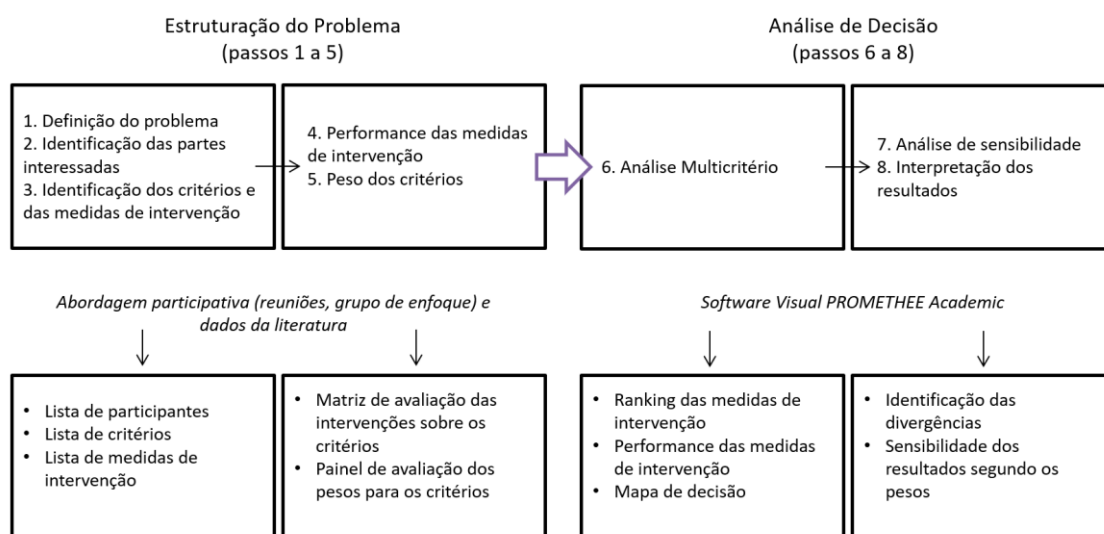 Estruturação do Problema
(passos 1 a 5)
Análise de Decisão
(passos 6 a 8)
1. Definição do problema
2. Identificação das partes
interessadas
3. Identificação dos critérios e
das medidas de intervenção
4. Performance das medidas
de intervenção
5. Peso dos critérios
6. Análise Multicritério
7. Análise de sensibilidade
8. Interpretação dos
resultados
Abordagem participativa (reuniões, grupo de enfoque) e
dados da literatura
Software Visual PROMETHEE Academic
• Lista de participantes
• Lista de critérios
• Lista de medidas de
intervenção
• Matriz de avaliação das
intervenções sobre os
critérios
• Painel de avaliação dos
pesos para os critérios
• Ranking das medidas de
intervenção
• Performance das medidas
de intervenção
• Mapa de decisão
• Identificação das
divergências
• Sensibilidade dos
resultados segundo os
pesos